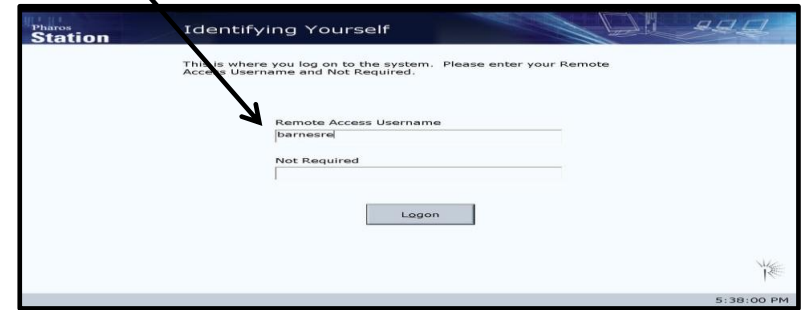 Pharos
Station
Identifying Yourself
This is where you log on to the system. Please enter your Remote
Access Username and Not Required.
Remote Access Username
barnesre
Not Required
Logon
5:38:00 PM